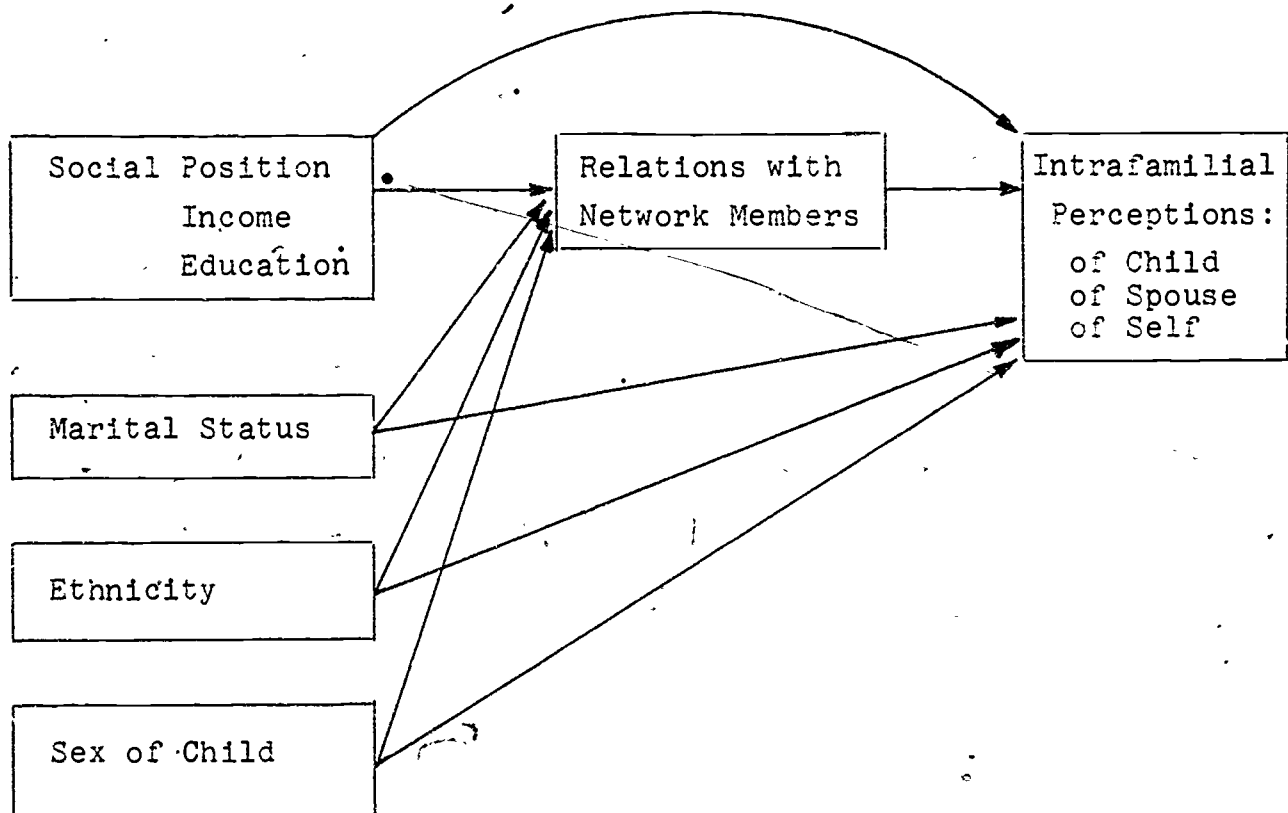 Social Position
Income
Education
Relations with
Network Members
Intrafamilial
Perceptions:
of Child
of Spouse
of Self
Marital Status
Ethnicity
Sex of Child